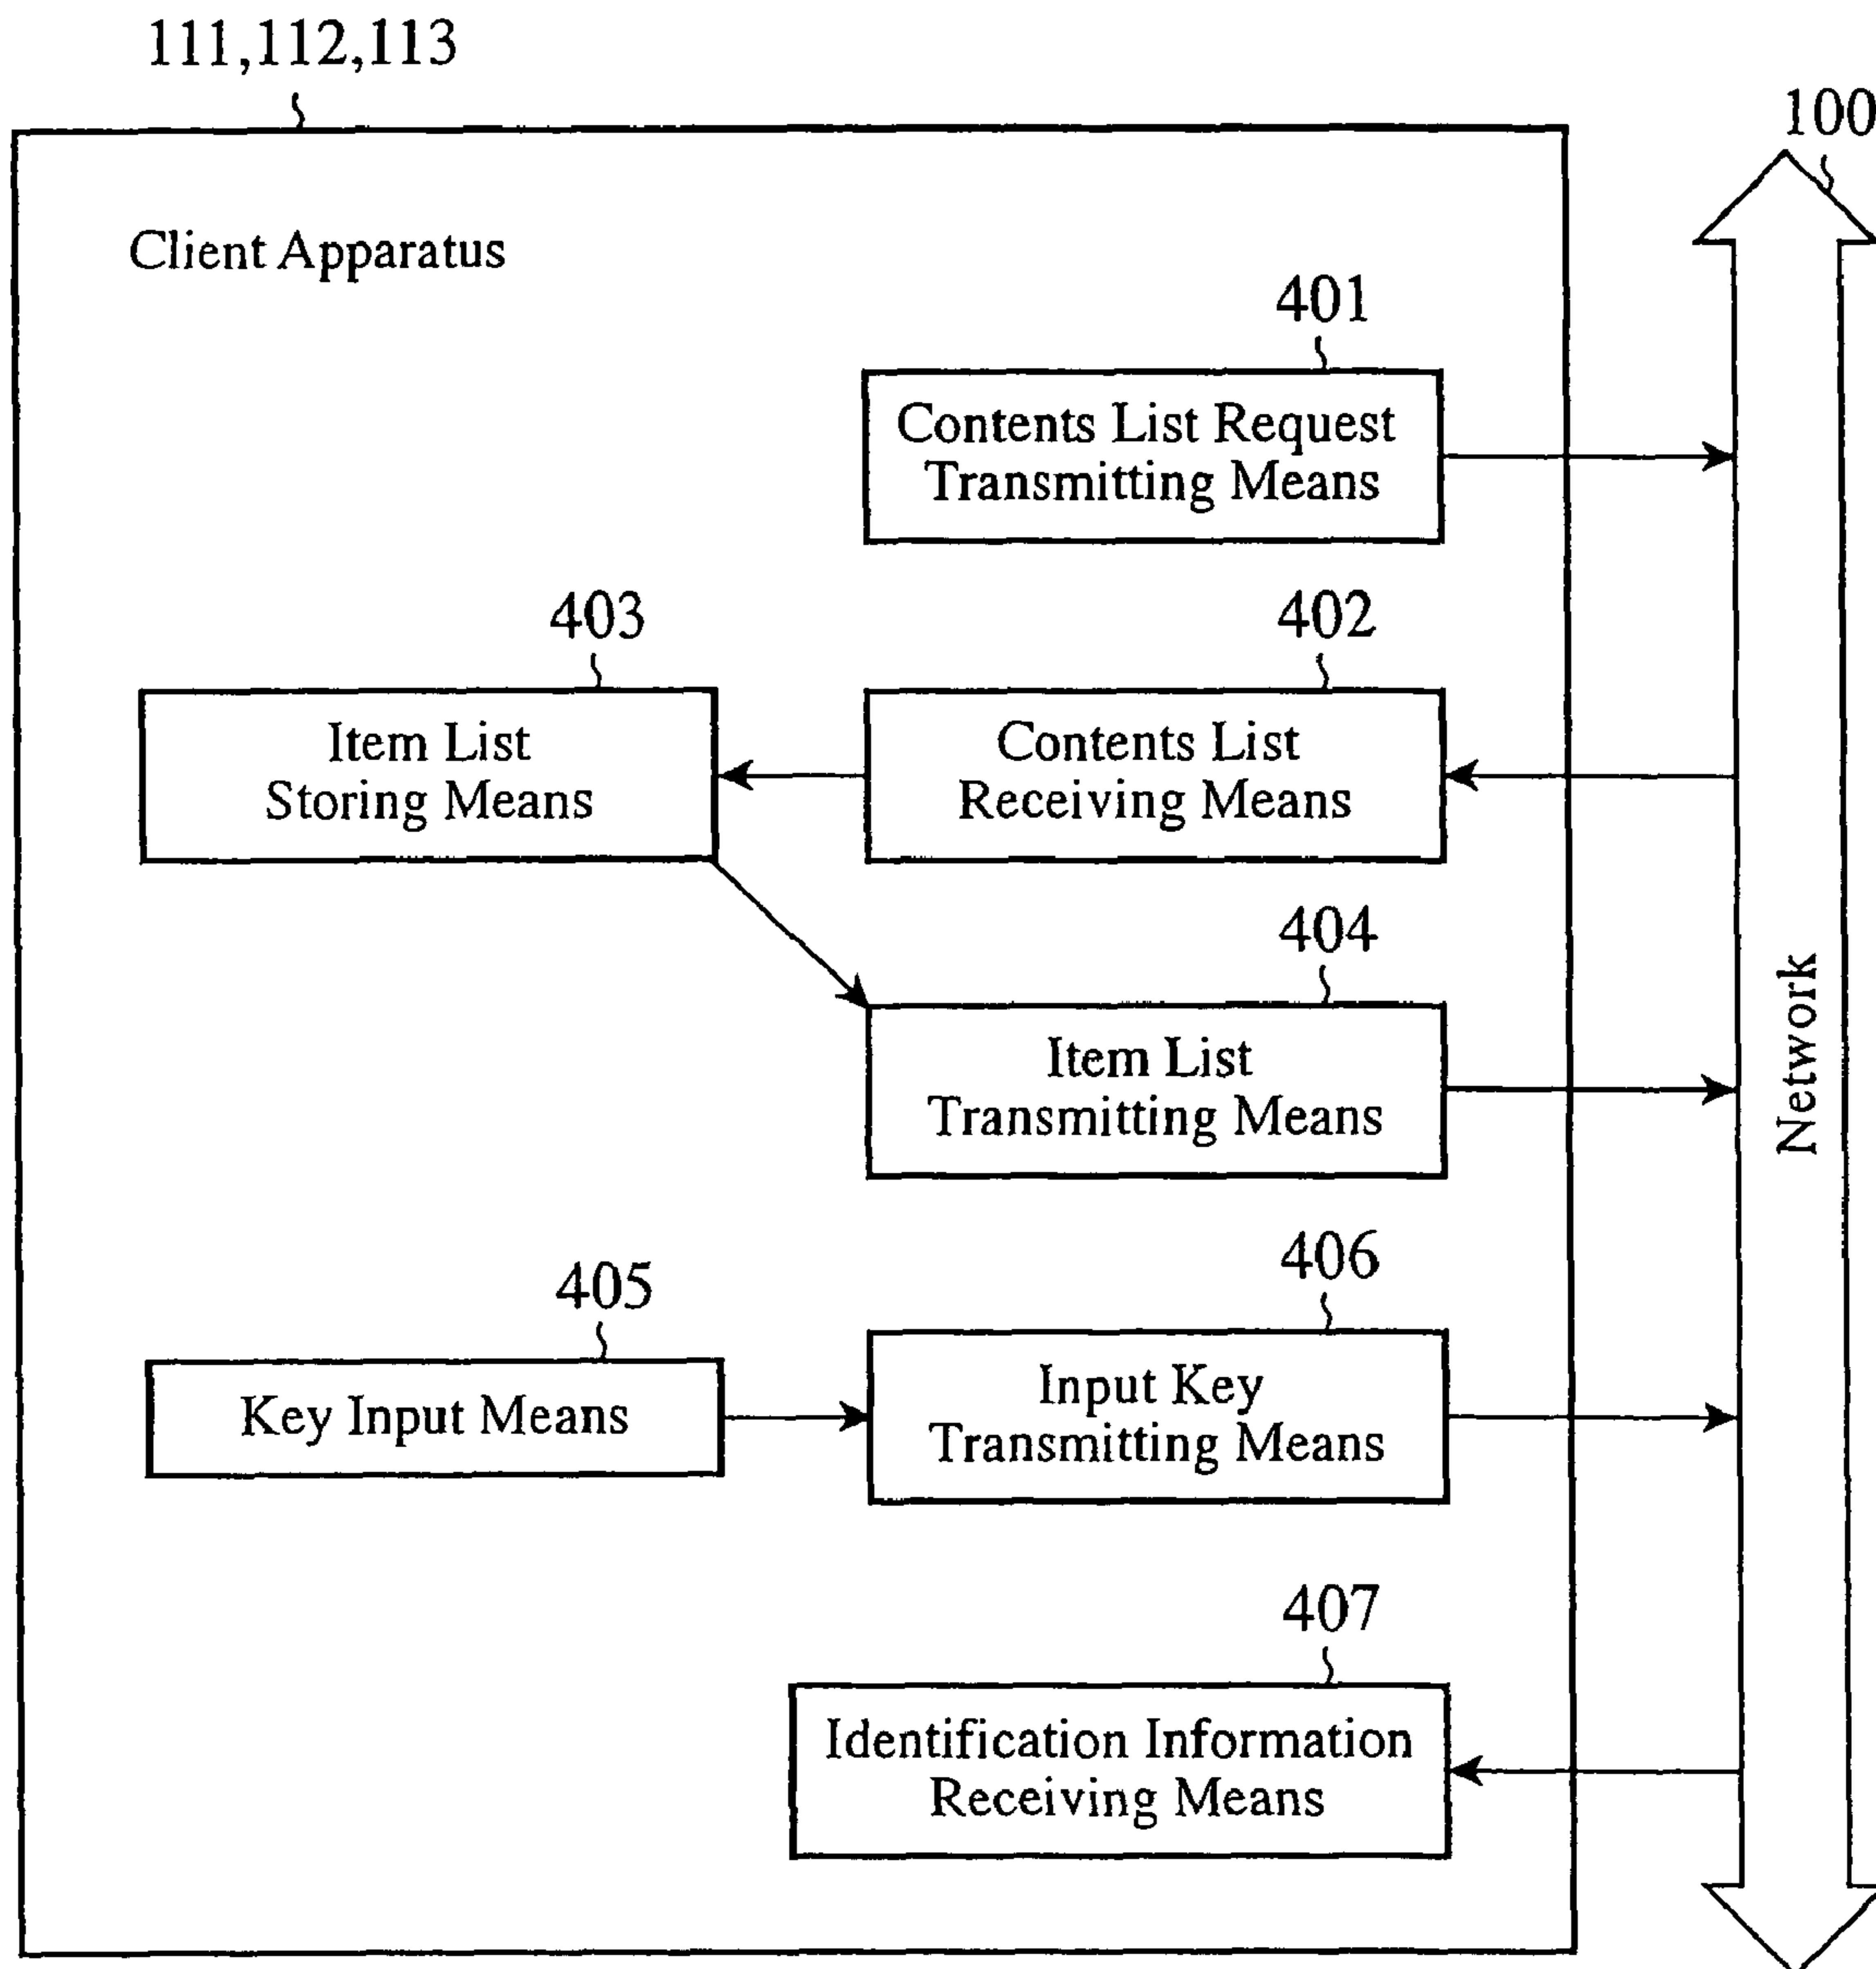 111,112,113
100
Client Apparatus
401
Contents List Request
Transmitting Means
403
402
Item List
Storing Means
Contents List
Receiving Means
404
Item List
Transmitting Means
Network
405
406
Key Input Means
Input Key
Transmitting Means
407
Identification Information
Receiving Means